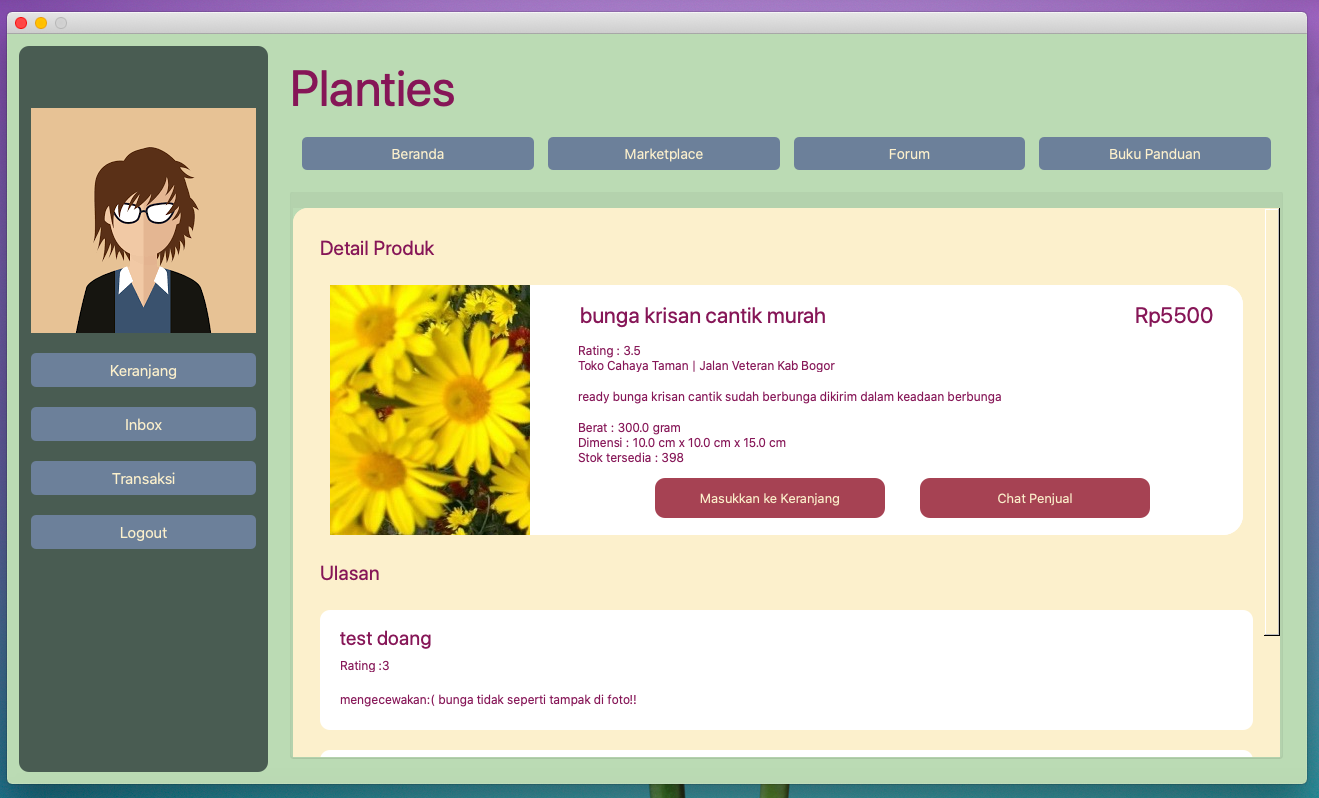 Planties
Beranda
Marketplace
Forum
Buku Panduan
Keranjang
Inbox
Transaksi
Logout
Detail Produk
bunga krisan cantik murah
Rp5500
Rating : 3.5
Toko Cahaya Taman | Jalan Veteran Kab Bogor
ready bunga krisan cantik sudah berbunga dikirim dalam keadaan berbunga
Berat : 300.0 gram
Dimensi : 10.0 cm x 10.0 cm x 15.0 cm
Stok tersedia : 398
Masukkan ke Keranjang
Chat Penjual
Ulasan
test doang
Rating :3
mengecewakan:( bunga tidak seperti tampak di foto!!